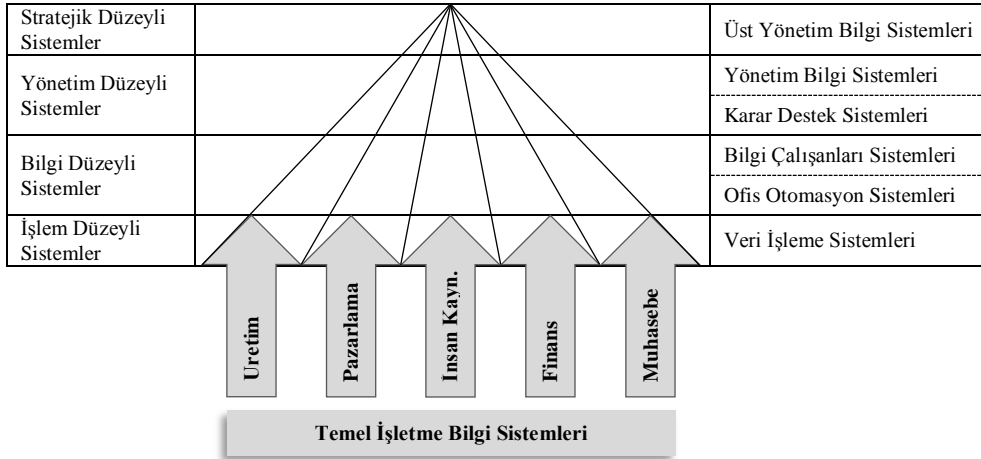 Stratejik Düzeyli
Sistemler
Üst Yönetim Bilgi Sistemleri
Yönetim Düzeyli
Sistemler
Yönetim Bilgi Sistemleri
Karar Destek Sistemleri
Bilgi Düzeyli
Sistemler
Bilgi Çalışanları Sistemleri
Ofis Otomasyon Sistemleri
İşlem Düzeyli
Sistemler
Veri İşleme Sistemleri
Uretim
Pazarlama
İnsan Kayn.
Finans
Muhasebe
Temel İşletme Bilgi Sistemleri